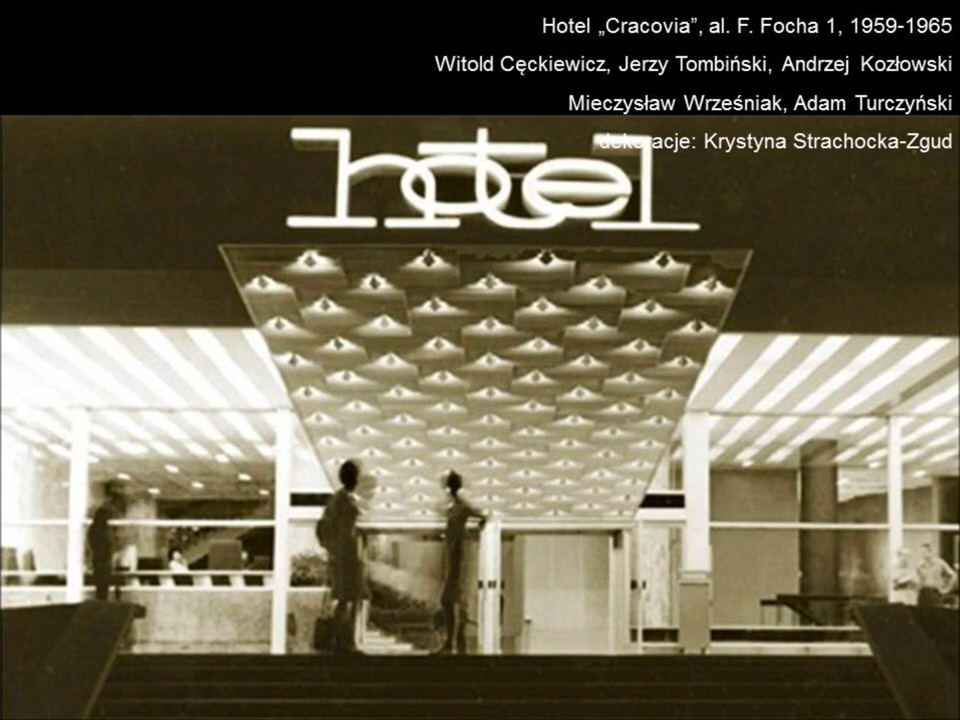 Hotel „Cracovia”, al. F. Focha 1, 1959-1965
Witold Cęckiewicz, Jerzy Tombiński, Andrzej Kozłowski
Mieczysław Wrześniak, Adam Turczyński
dekoracje: Krystyna Strachocka-Zgud
hotel